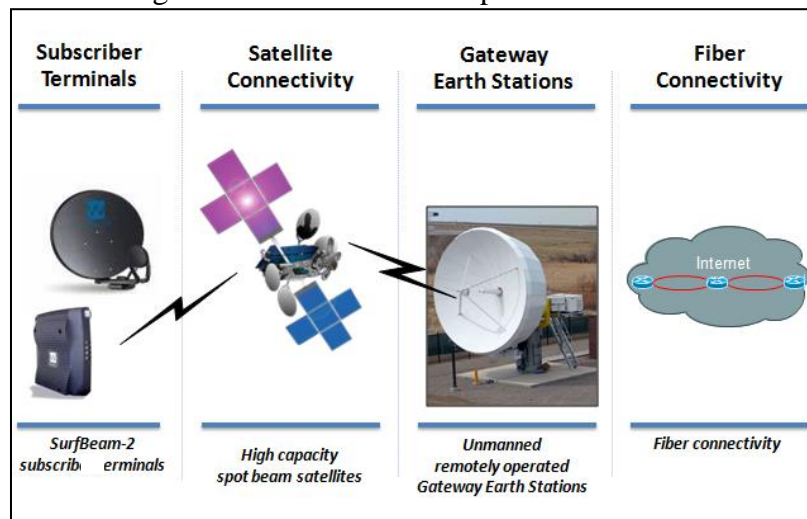 Subscriber
Terminals
Satellite
Connectivity
Gateway
Earth Stations
Fiber
Connectivity
Internet
SurfBeam-2
High capacity
spot beam satellites
Unmanned
remotely operated
Gateway Earth Stations
Fiber connectivity